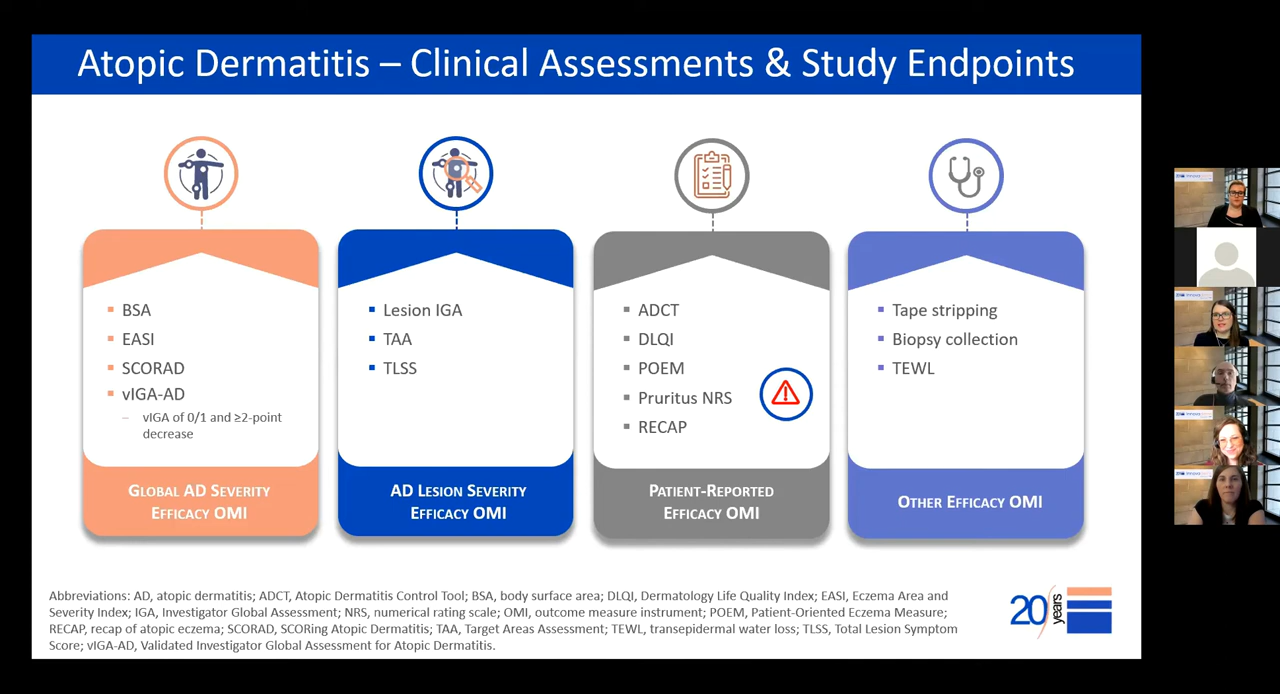 Atopic Dermatitis – Clinical Assessments & Study Endpoints
BSA
EASI
SCORAD
vIGA-AD
vIGA of 0/1 and ≥2-point
decrease
GLOBAL AD SEVERITY
EFFICACY OMI
Lesion IGA
TAA
TLSS
AD LESION SEVERITY
EFFICACY OMI
ADCT
DLQI
POEM
Pruritus NRS
RECAP
PATIENT-REPORTED
EFFICACY OMI
Tape stripping
Biopsy collection
TEWL
OTHER EFFICACY OMI
Abbreviations: AD, atopic dermatitis; ADCT, Atopic Dermatitis Control Tool; BSA, body surface area; DLQI, Dermatology Life Quality Index; EASI, Eczema Area and
Severity Index; IGA, Investigator Global Assessment; NRS, numerical rating scale; OMI, outcome measure instrument; POEM, Patient-Oriented Eczema Measure;
RECAP, recap of atopic eczema; SCORAD, SCORing Atopic Dermatitis; TAA, Target Areas Assessment; TEWL, transepidermal water loss; TLSS, Total Lesion Symptom
Score; vIGA-AD, Validated Investigator Global Assessment for Atopic Dermatitis.
20 years